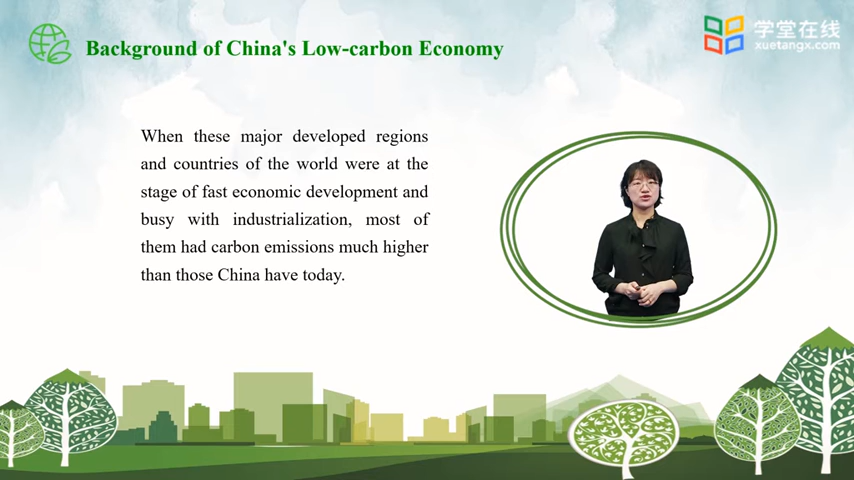 Background of China's Low-carbon Economy
学堂在线
xuetangx.com
When these major developed regions
and countries of the world were at the
stage of fast economic development and
busy with industrialization, most of
them had carbon emissions much higher
than those China have today.